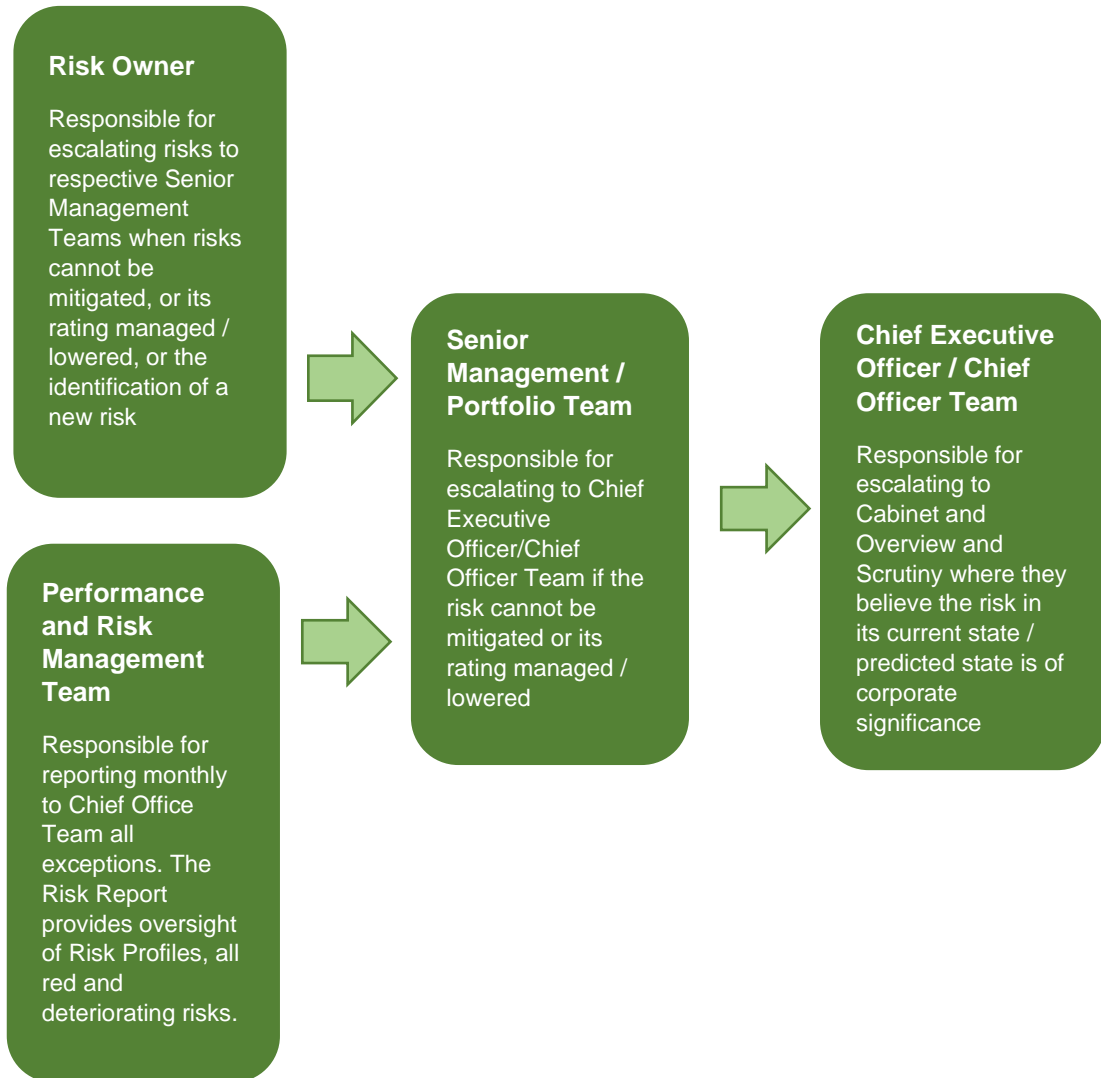 Risk Owner
Responsible for
escalating risks to
respective Senior
Management
Teams when risks
cannot be
mitigated, or its
rating managed /
lowered, or the
identification of a
new risk
Performance
and Risk
Management
Team
Responsible for
reporting monthly
to Chief Office
Team all
exceptions. The
Risk Report
provides oversight
of Risk Profiles, all
red and
deteriorating risks.
Senior
Management /
Portfolio Team
Responsible for
escalating to Chief
Executive
Officer/Chief
Officer Team if the
risk cannot be
mitigated or its
rating managed /
lowered
Chief Executive
Officer / Chief
Officer Team
Responsible for
escalating to
Cabinet and
Overview and
Scrutiny where they
believe the risk in
its current state /
predicted state is of
corporate
significance